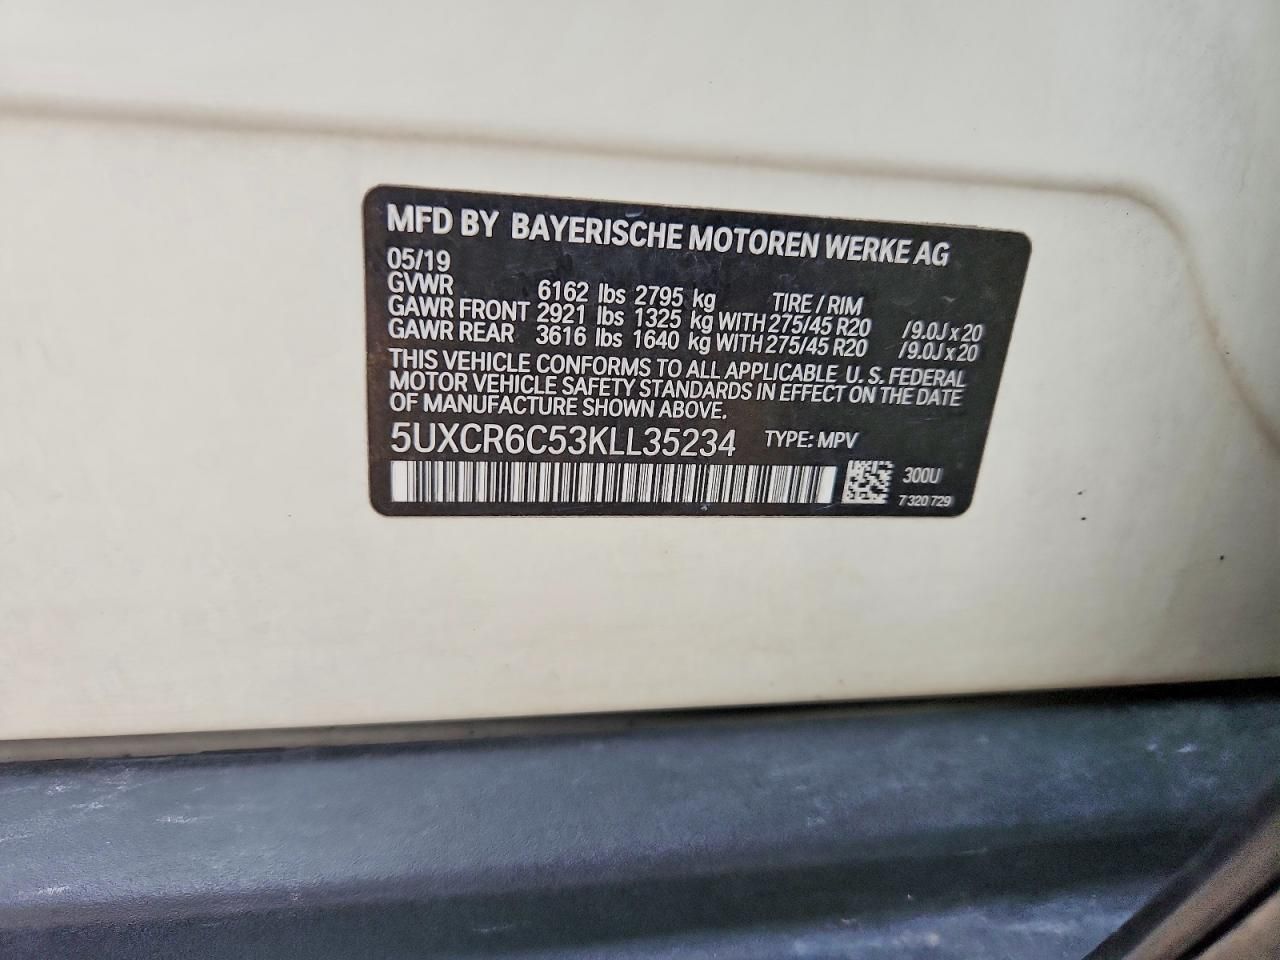 MFD BY BAYERISCHE MOTOREN WERKE AG
05/19
GVWR 6162 lbs 2795 kg TIRE / RIM
GAWR FRONT 2921 lbs 1325 kg WITH 275/45 R20 /9.0J x 20
GAWR REAR 3616 lbs 1640 kg WITH 275/45 R20 /9.0J x 20
THIS VEHICLE CONFORMS TO ALL APPLICABLE U. S. FEDERAL
MOTOR VEHICLE SAFETY STANDARDS IN EFFECT ON THE DATE
OF MANUFACTURE SHOWN ABOVE.
5UXCR6C53KLL35234 TYPE: MPV
300U
7 320 729